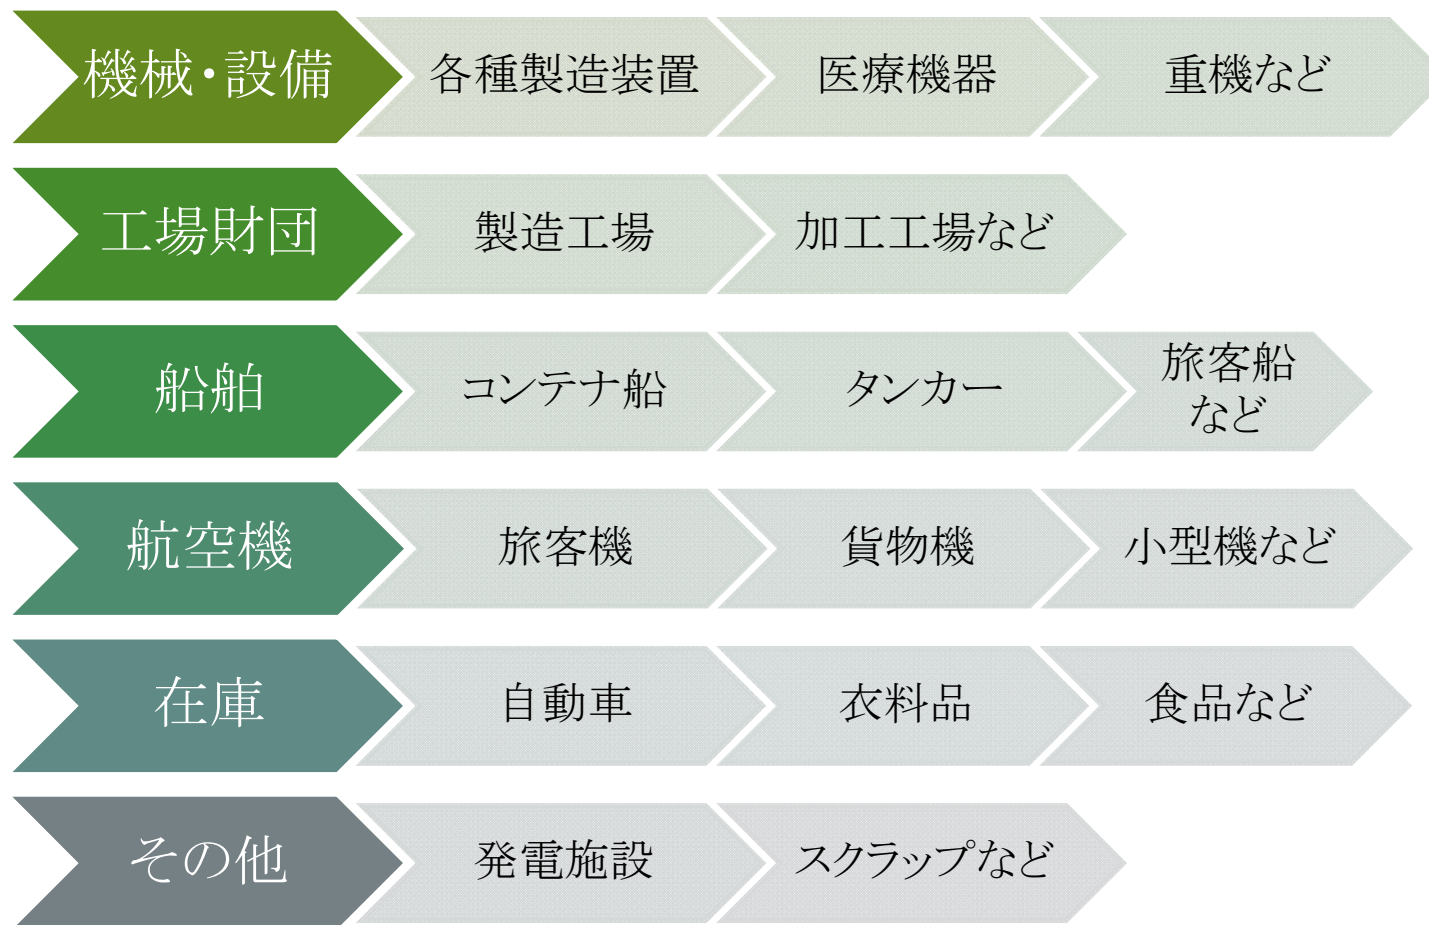 機械・設備
各種製造装置
医療機器
重機など
工場財団
製造工場
加工工場など
船舶
コンテナ船
タンカー
旅客船
など
航空機
旅客機
貨物機
小型機など
在庫
自動車
衣料品
食品など
その他
発電施設
スクラップなど